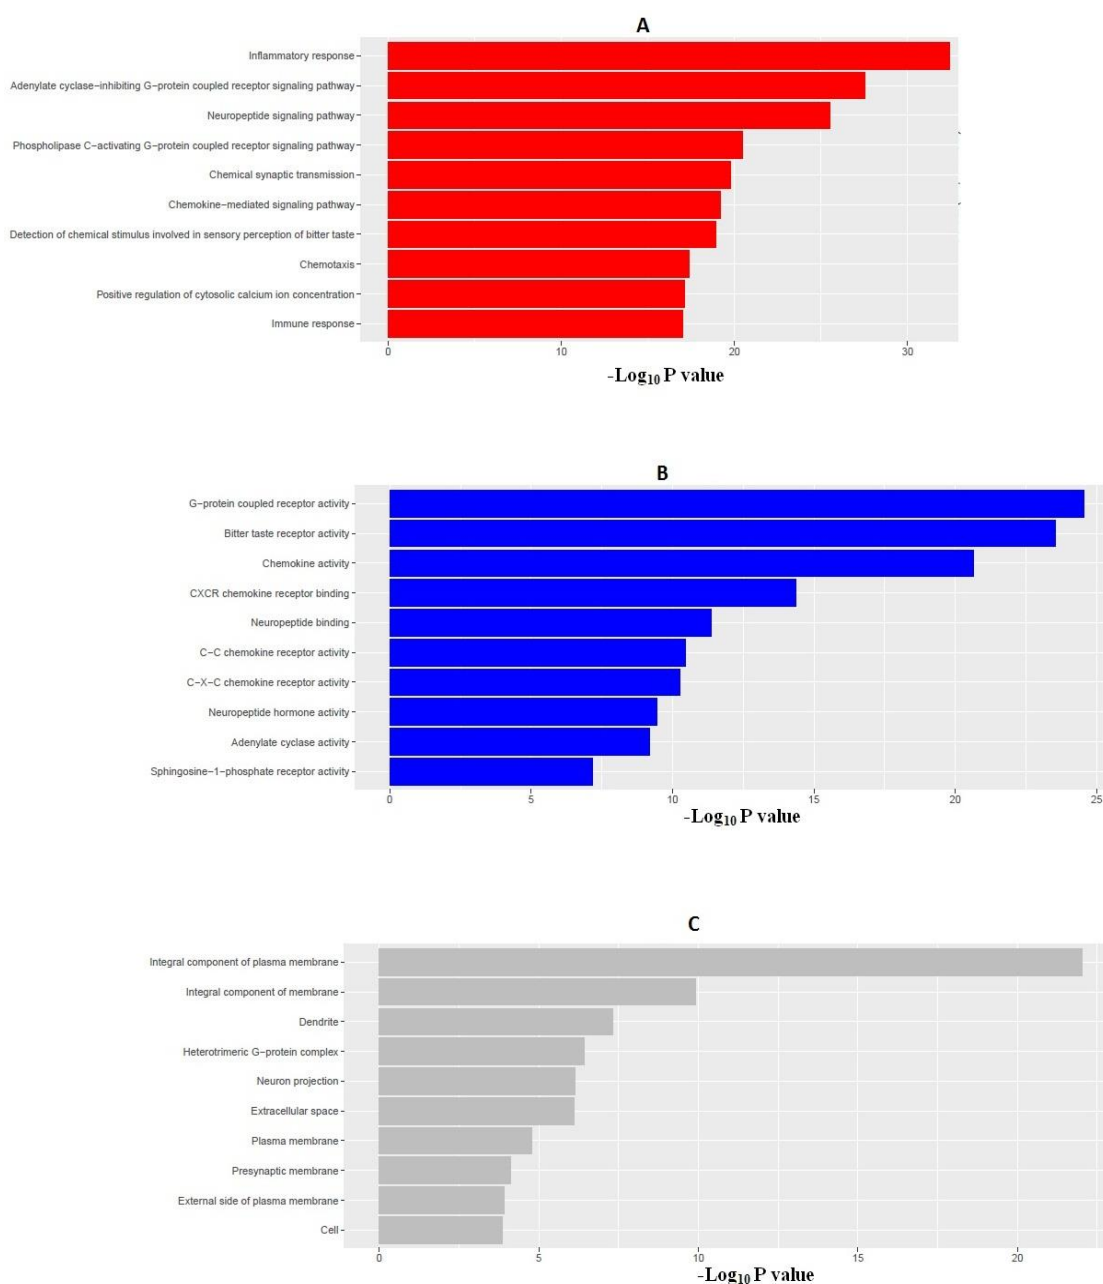 A
Inflammatory response
Adenylate cyclase−inhibiting G−protein coupled receptor signaling pathway
Neuropeptide signaling pathway
Phospholipase C−activating G−protein coupled receptor signaling pathway
Chemical synaptic transmission
Chemokine−mediated signaling pathway
Detection of chemical stimulus involved in sensory perception of bitter taste
Chemotaxis
Positive regulation of cytosolic calcium ion concentration
Immune response
0 10 20 30
-Log₁₀ P value
B
G−protein coupled receptor activity
Bitter taste receptor activity
Chemokine activity
CXCR chemokine receptor binding
Neuropeptide binding
C−C chemokine receptor activity
C−X−C chemokine receptor activity
Neuropeptide hormone activity
Adenylate cyclase activity
Sphingosine−1−phosphate receptor activity
0 5 10 15 20 25
-Log₁₀ P value
C
Integral component of plasma membrane
Integral component of membrane
Dendrite
Heterotrimeric G−protein complex
Neuron projection
Extracellular space
Plasma membrane
Presynaptic membrane
External side of plasma membrane
Cell
0 5 10 15 20
-Log₁₀ P value